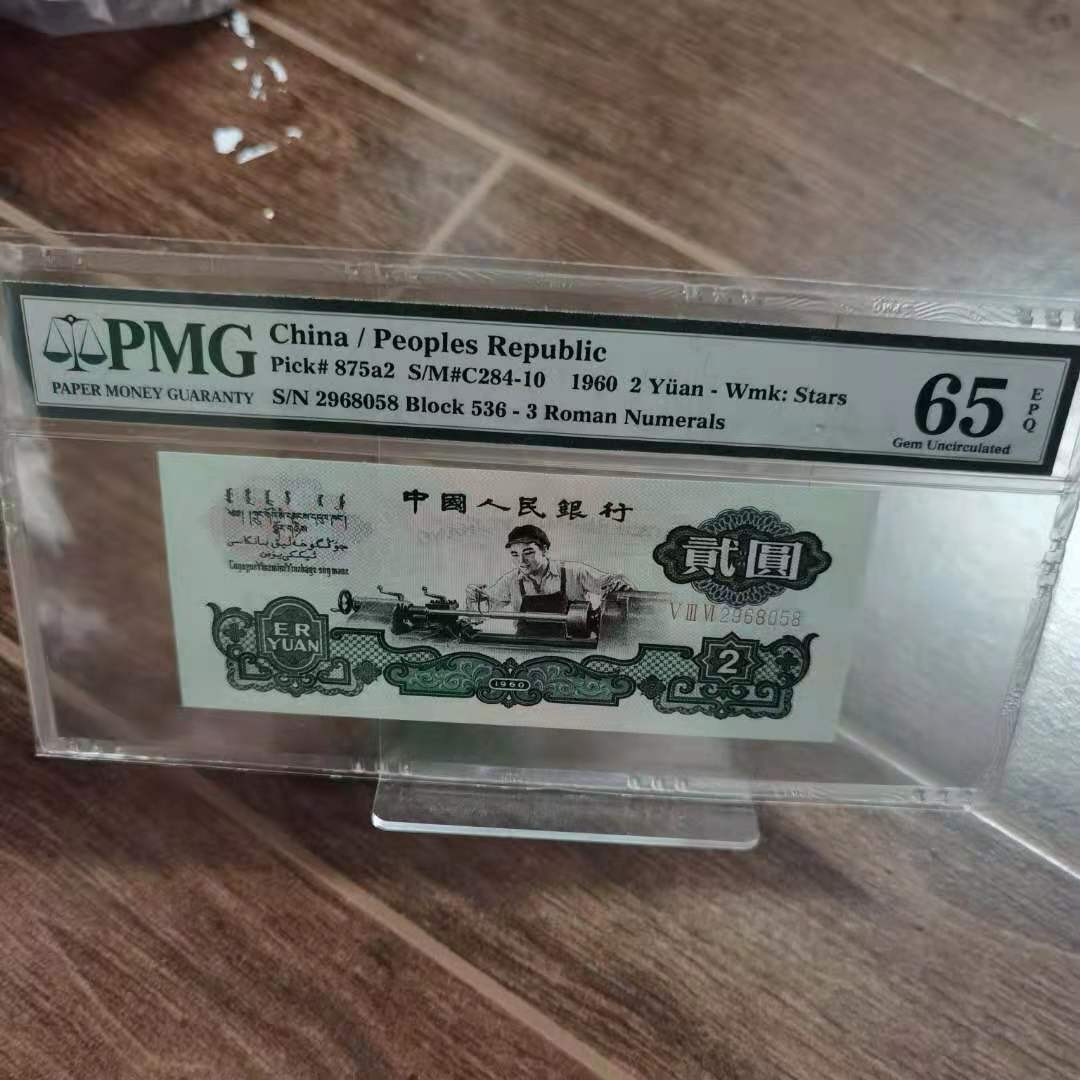 PMG
PAPER MONEY GUARANTY
China / Peoples Republic
Pick# 875a2 S/M#C284-10 1960 2 Yüan - Wmk: Stars
S/N 2968058 Block 536 - 3 Roman Numerals
65
EPQ
Gem Uncirculated
中國人民銀行
貳圓
V III VI 2968058
ER
YUAN
1960
2